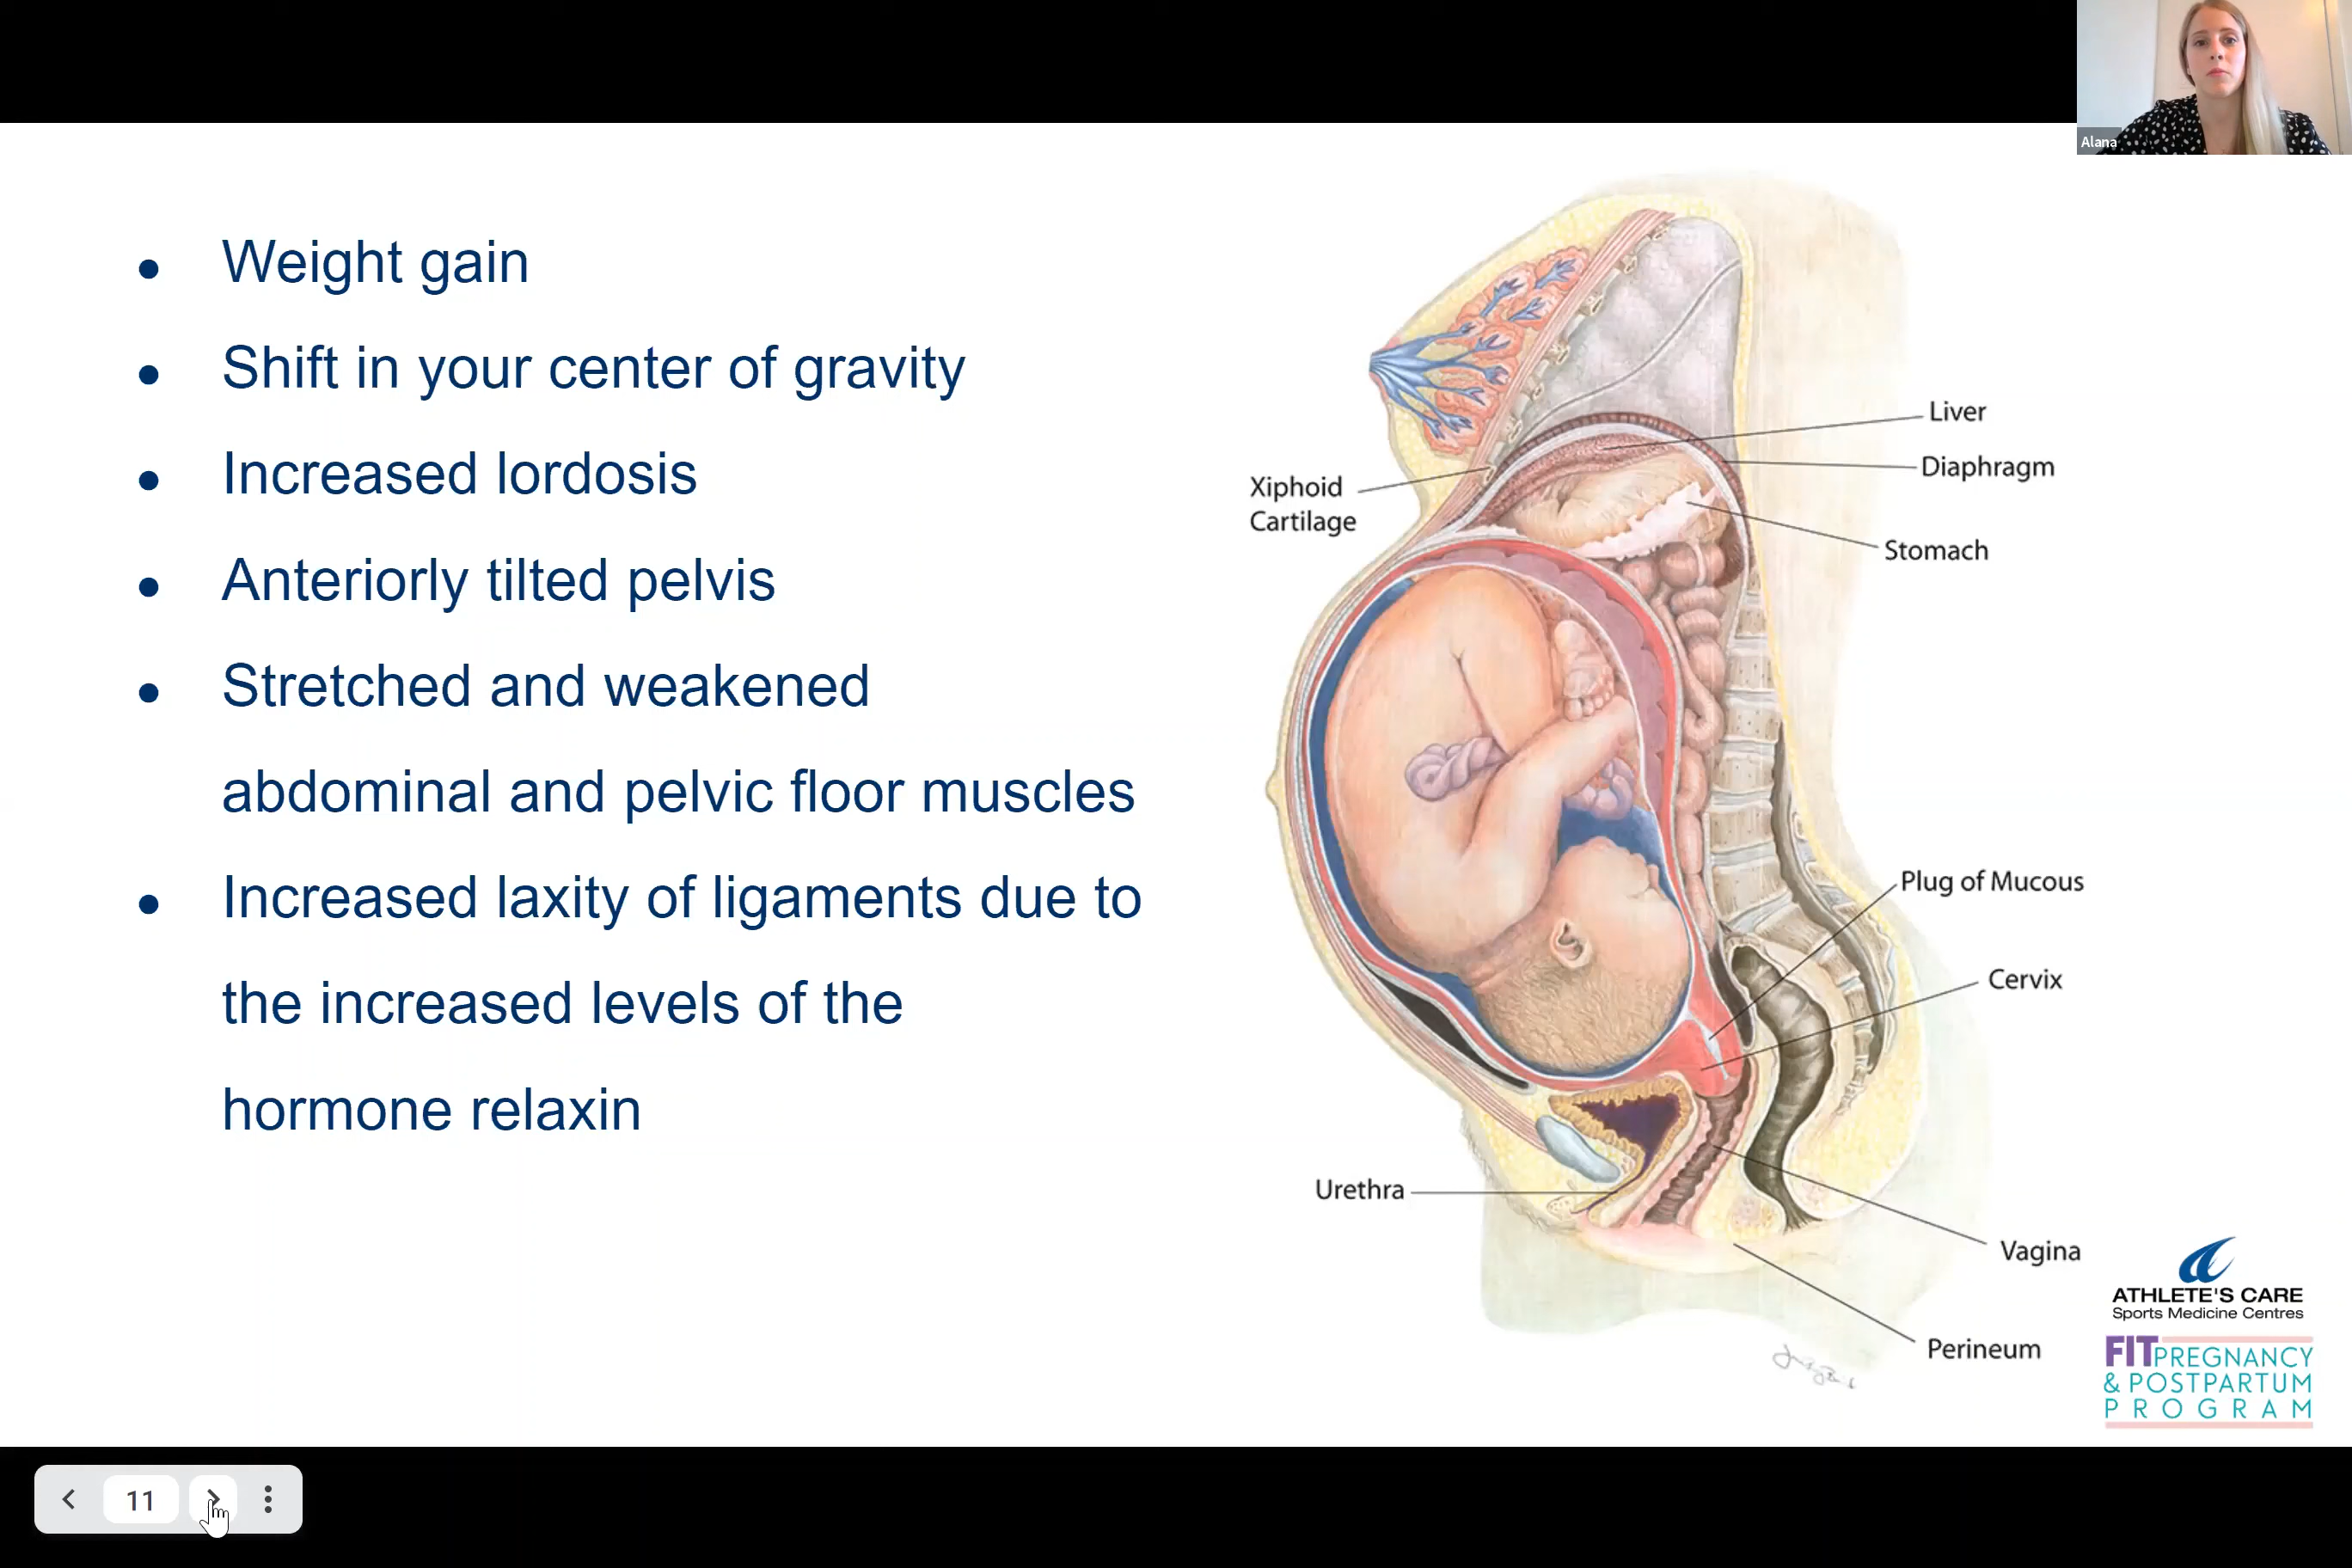 Alana
Weight gain
Shift in your center of gravity
Increased lordosis
Anteriorly tilted pelvis
Stretched and weakened
abdominal and pelvic floor muscles
Increased laxity of ligaments due to
the increased levels of the
hormone relaxin
Liver
Diaphragm
Xiphoid
Cartilage
Stomach
Plug of Mucous
Cervix
Urethra
Vagina
Perineum
ATHLETE'S CARE
Sports Medicine Centres
FIT PREGNANCY
& POSTPARTUM
PROGRAM
11